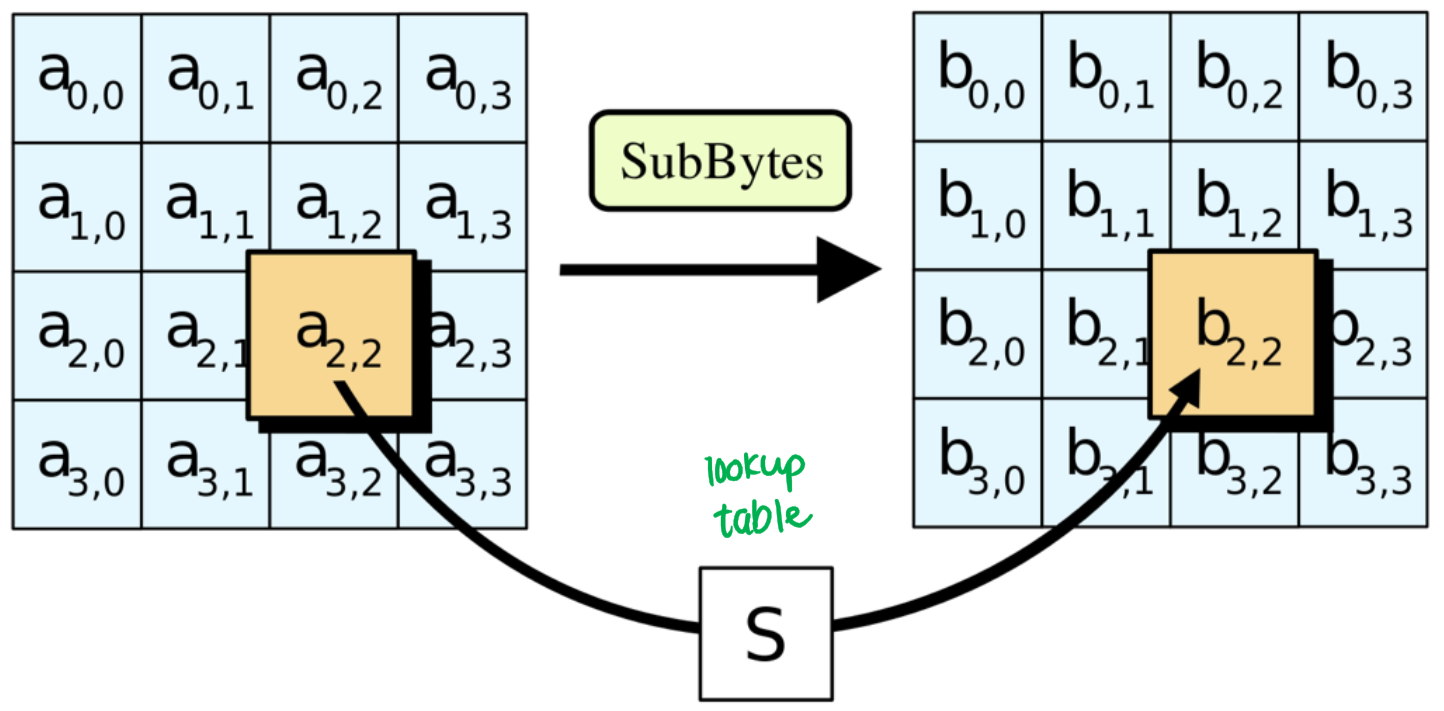 a0,0 a0,1 a0,2 a0,3
a1,0 a1,1 a1,2 a1,3
a2,0 a2,1 a2,2 a2,3
a3,0 a3,1 a3,2 a3,3
SubBytes
lookup
table
S
b0,0 b0,1 b0,2 b0,3
b1,0 b1,1 b1,2 b1,3
b2,0 b2,1 b2,2 b2,3
b3,0 b3,1 b3,2 b3,3